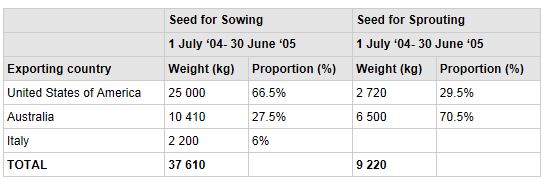 Seed for Sowing Seed for Sprouting
1 July ‘04- 30 June ‘05 1 July ‘04- 30 June ‘05
Exporting country Weight (kg) Proportion (%) Weight (kg) Proportion (%)
United States of America 25 000 66.5% 2 720 29.5%
Australia 10 410 27.5% 6 500 70.5%
Italy 2 200 6%
TOTAL 37 610 9 220